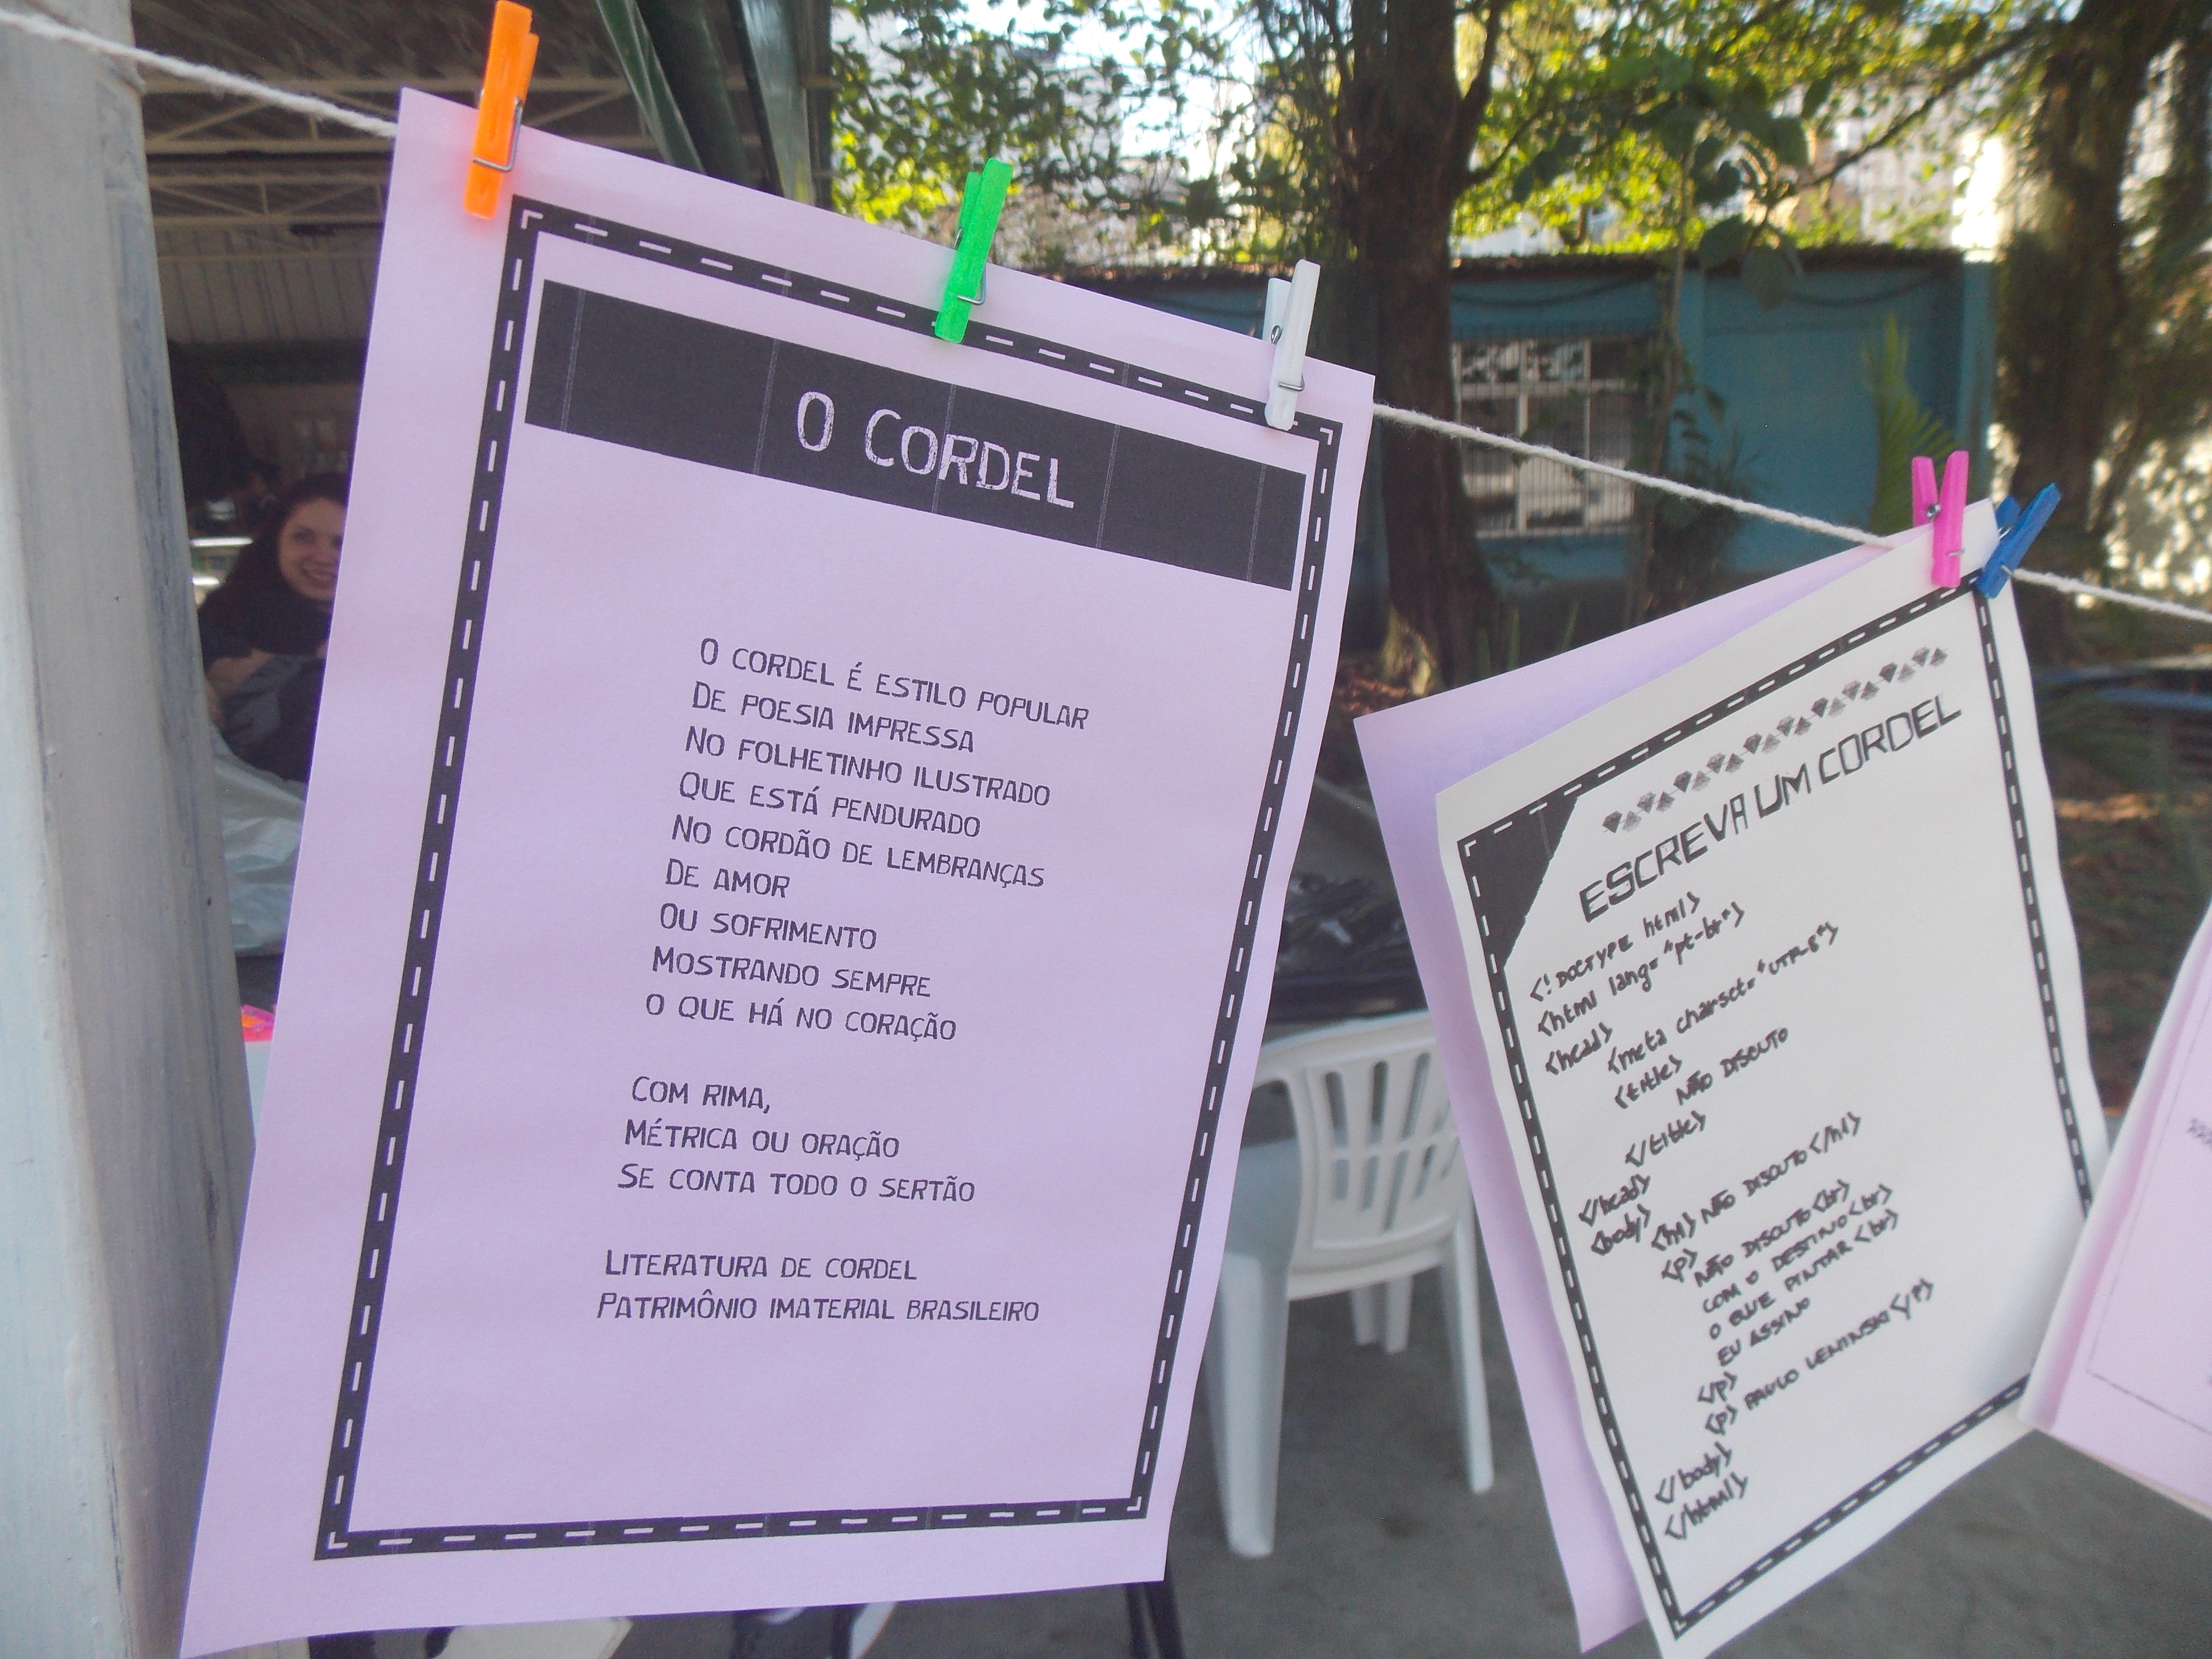 O CORDEL
O CORDEL É ESTILO POPULAR
DE POESIA IMPRESSA
NO FOLHETINHO ILUSTRADO
QUE ESTÁ PENDURADO
NO CORDÃO DE LEMBRANÇAS
DE AMOR
OU SOFRIMENTO
MOSTRANDO SEMPRE
O QUE HÁ NO CORAÇÃO
COM RIMA,
MÉTRICA OU ORAÇÃO
SE CONTA TODO O SERTÃO
LITERATURA DE CORDEL
PATRIMÔNIO IMATERIAL BRASILEIRO
ESCREVA UM CORDEL
<!DOCTYPE html>
<html lang="pt-br">
<head>
<meta charset="UTF-8">
<title>
NÃO DISCUTO
</title>
</head>
<body>
<h1> NÃO DISCUTO </h1>
<p>
NÃO DISCUTO <br>
COM O DESTINO <br>
O QUE PINTAR <br>
EU ASSINO
</p>
<p> PAULO LEMINSKI </p>
</body>
</html>